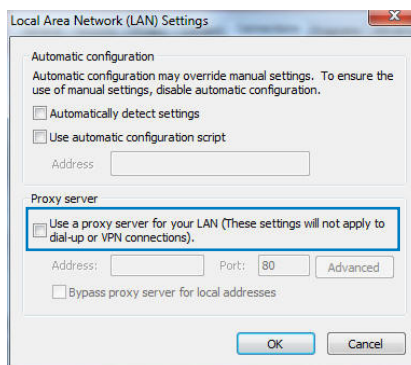 Local Area Network (LAN) Settings
Automatic configuration
Automatic configuration may override manual settings. To ensure the
use of manual settings, disable automatic configuration.
Automatically detect settings
Use automatic configuration script
Address
Proxy server
Use a proxy server for your LAN (These settings will not apply to
dial-up or VPN connections).
Address: Port: 80 Advanced
Bypass proxy server for local addresses
OK Cancel